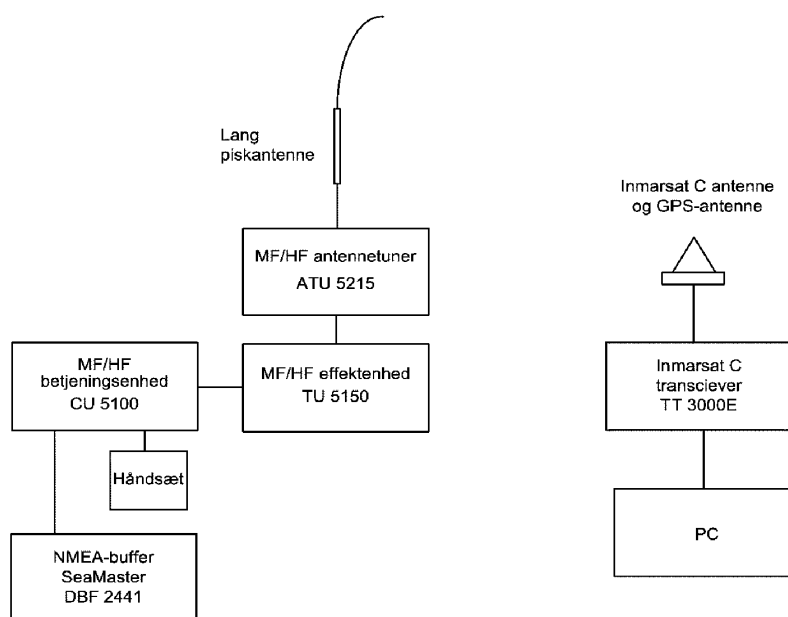 Lang
piskantenne
MF/HF antennetuner
ATU 5215
MF/HF
betjeningsenhed
CU 5100
MF/HF effektenhed
TU 5150
Håndsæt
NMEA-buffer
SeaMaster
DBF 2441
Inmarsat C antenne
og GPS-antenne
Inmarsat C
transciever
TT 3000E
PC